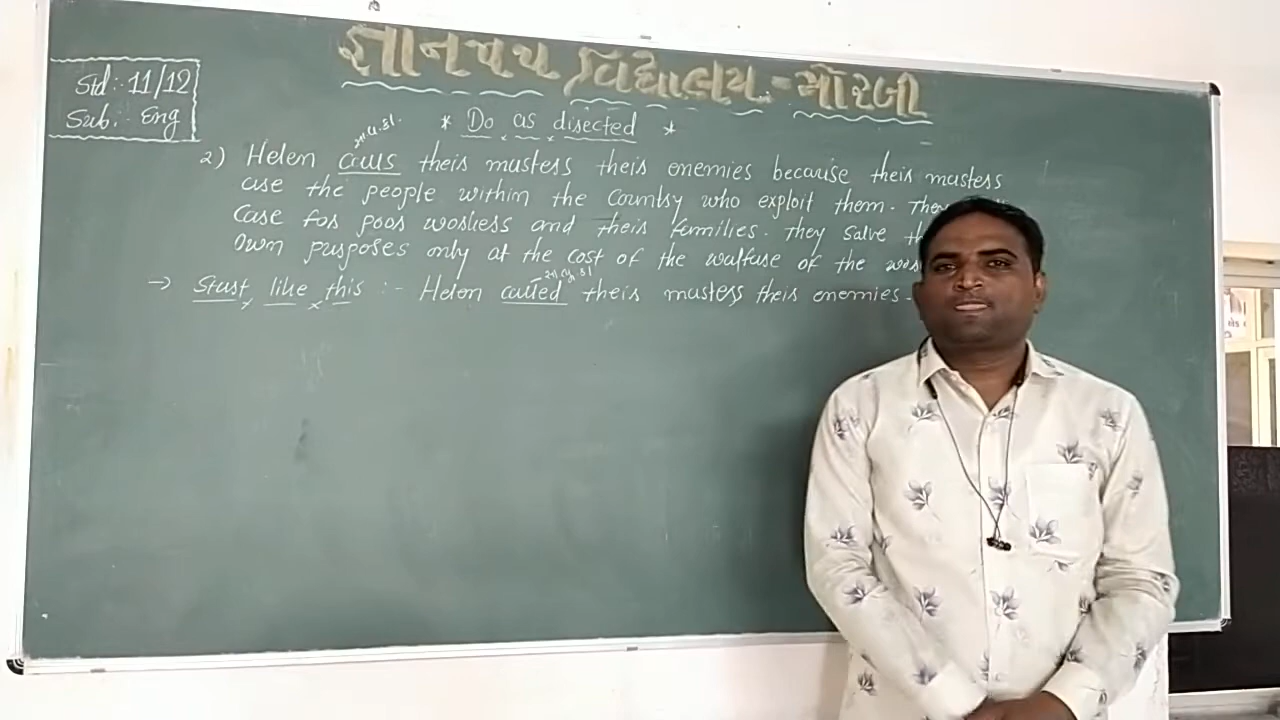 જ્ઞાનપથ વિદ્યાલય - મોરબી
Std:- 11/12
Sub:- Eng
* Do as directed *
સા.વ.કા.
2) Helen calls their masters their enemies because their masters
are the people within the country who exploit them. They
care for poor workers and their families. They salve
own purposes only at the cost of the walfare of the
સા.ભૂ.કા
→ Start like this :- Helen called their masters their enemies.